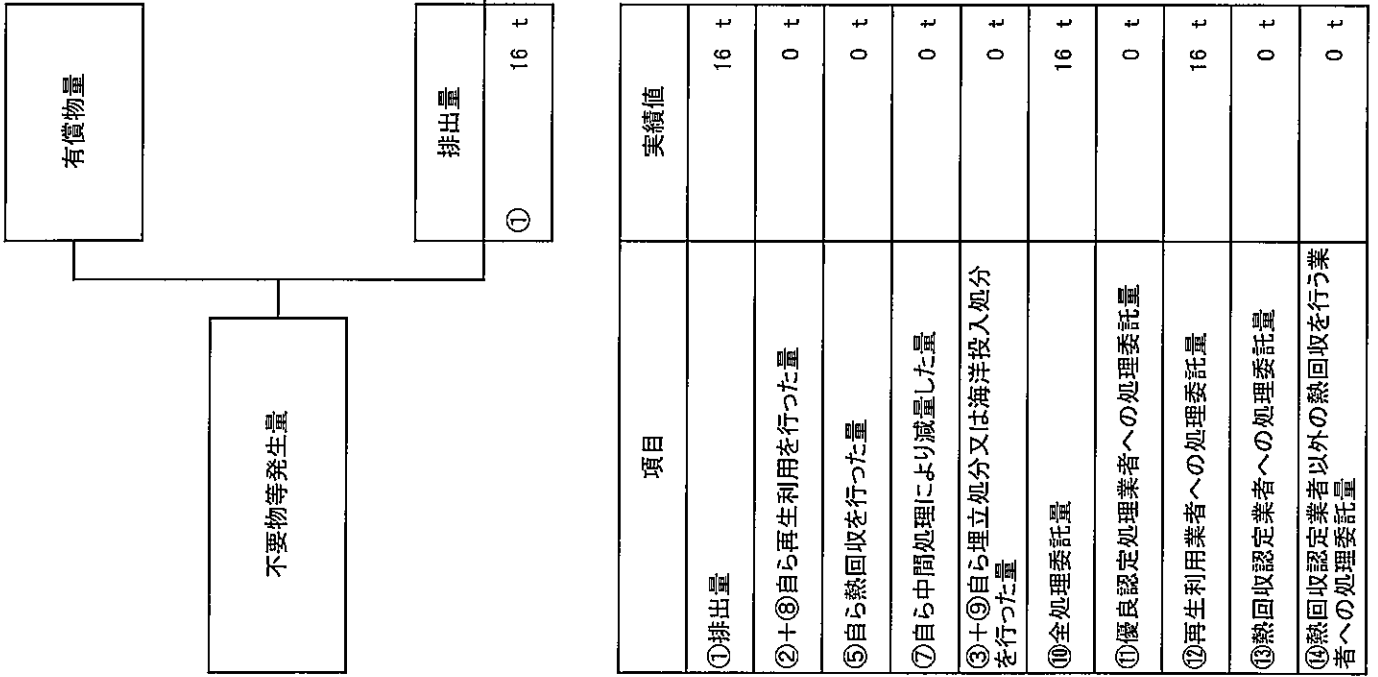 有償物量
不要物等発生量
排出量
① 16 t
項目 実績値
①排出量 16 t
②+⑧自ら再生利用を行った量 0 t
⑤自ら熱回収を行った量 0 t
⑦自ら中間処理により減量した量 0 t
③+⑨自ら埋立処分又は海洋投入処分
を行った量 0 t
⑩全処理委託量 16 t
⑪優良認定処理業者への処理委託量 0 t
⑫再生利用業者への処理委託量 16 t
⑬熱回収認定業者への処理委託量 0 t
⑭熱回収認定業者以外の熱回収を行う業
者への処理委託量 0 t